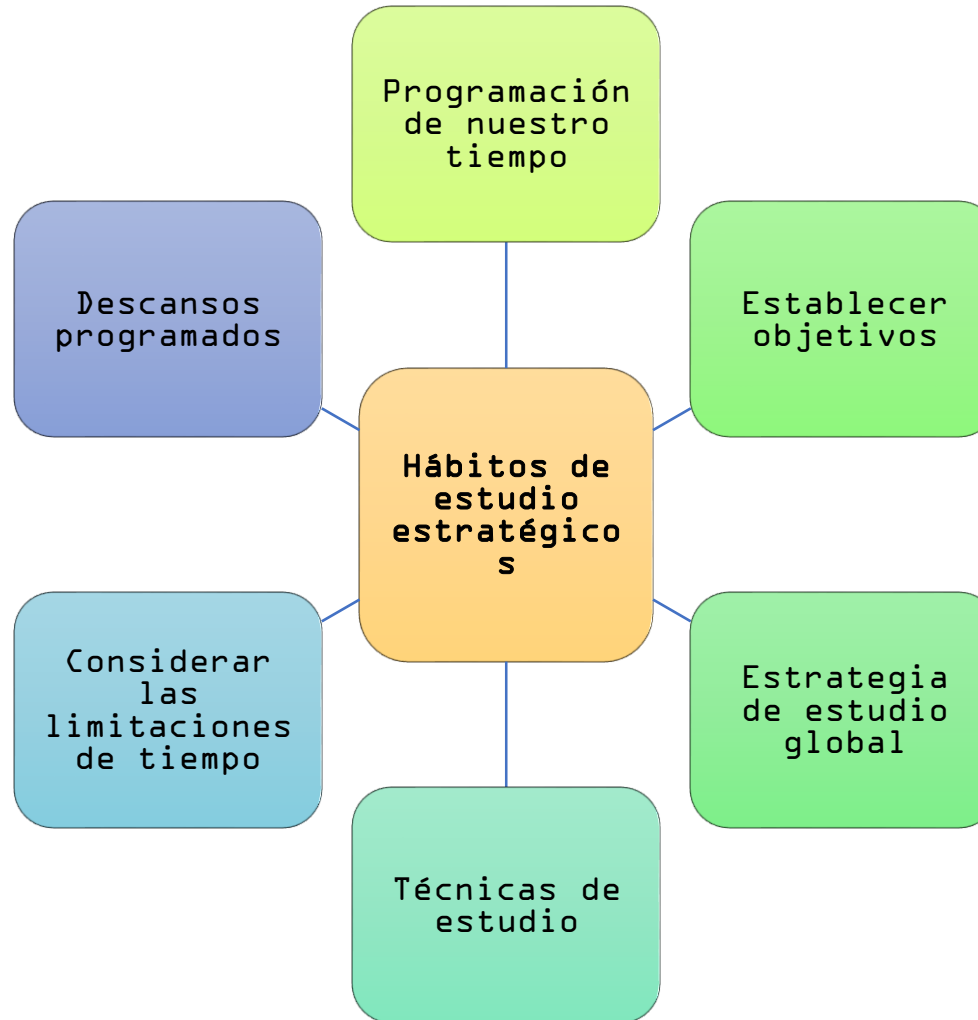 Programación
de nuestro
tiempo
Descansos
programados
Establecer
objetivos
Hábitos de
estudio
estratégico
s
Considerar
las
limitaciones
de tiempo
Estrategia
de estudio
global
Técnicas de
estudio